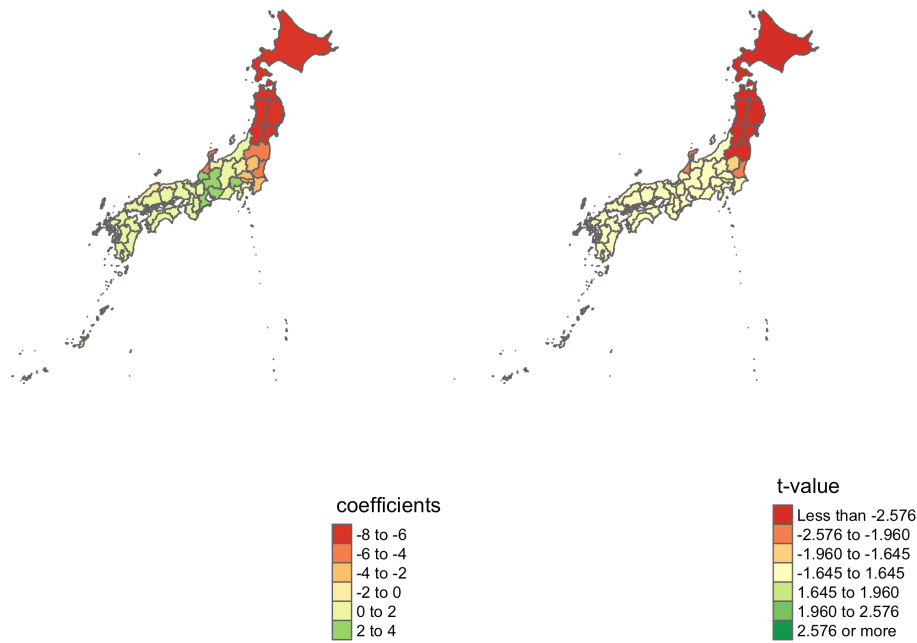 coefficients
-8 to -6
-6 to -4
-4 to -2
-2 to 0
0 to 2
2 to 4
t-value
Less than -2.576
-2.576 to -1.960
-1.960 to -1.645
-1.645 to 1.645
1.645 to 1.960
1.960 to 2.576
2.576 or more